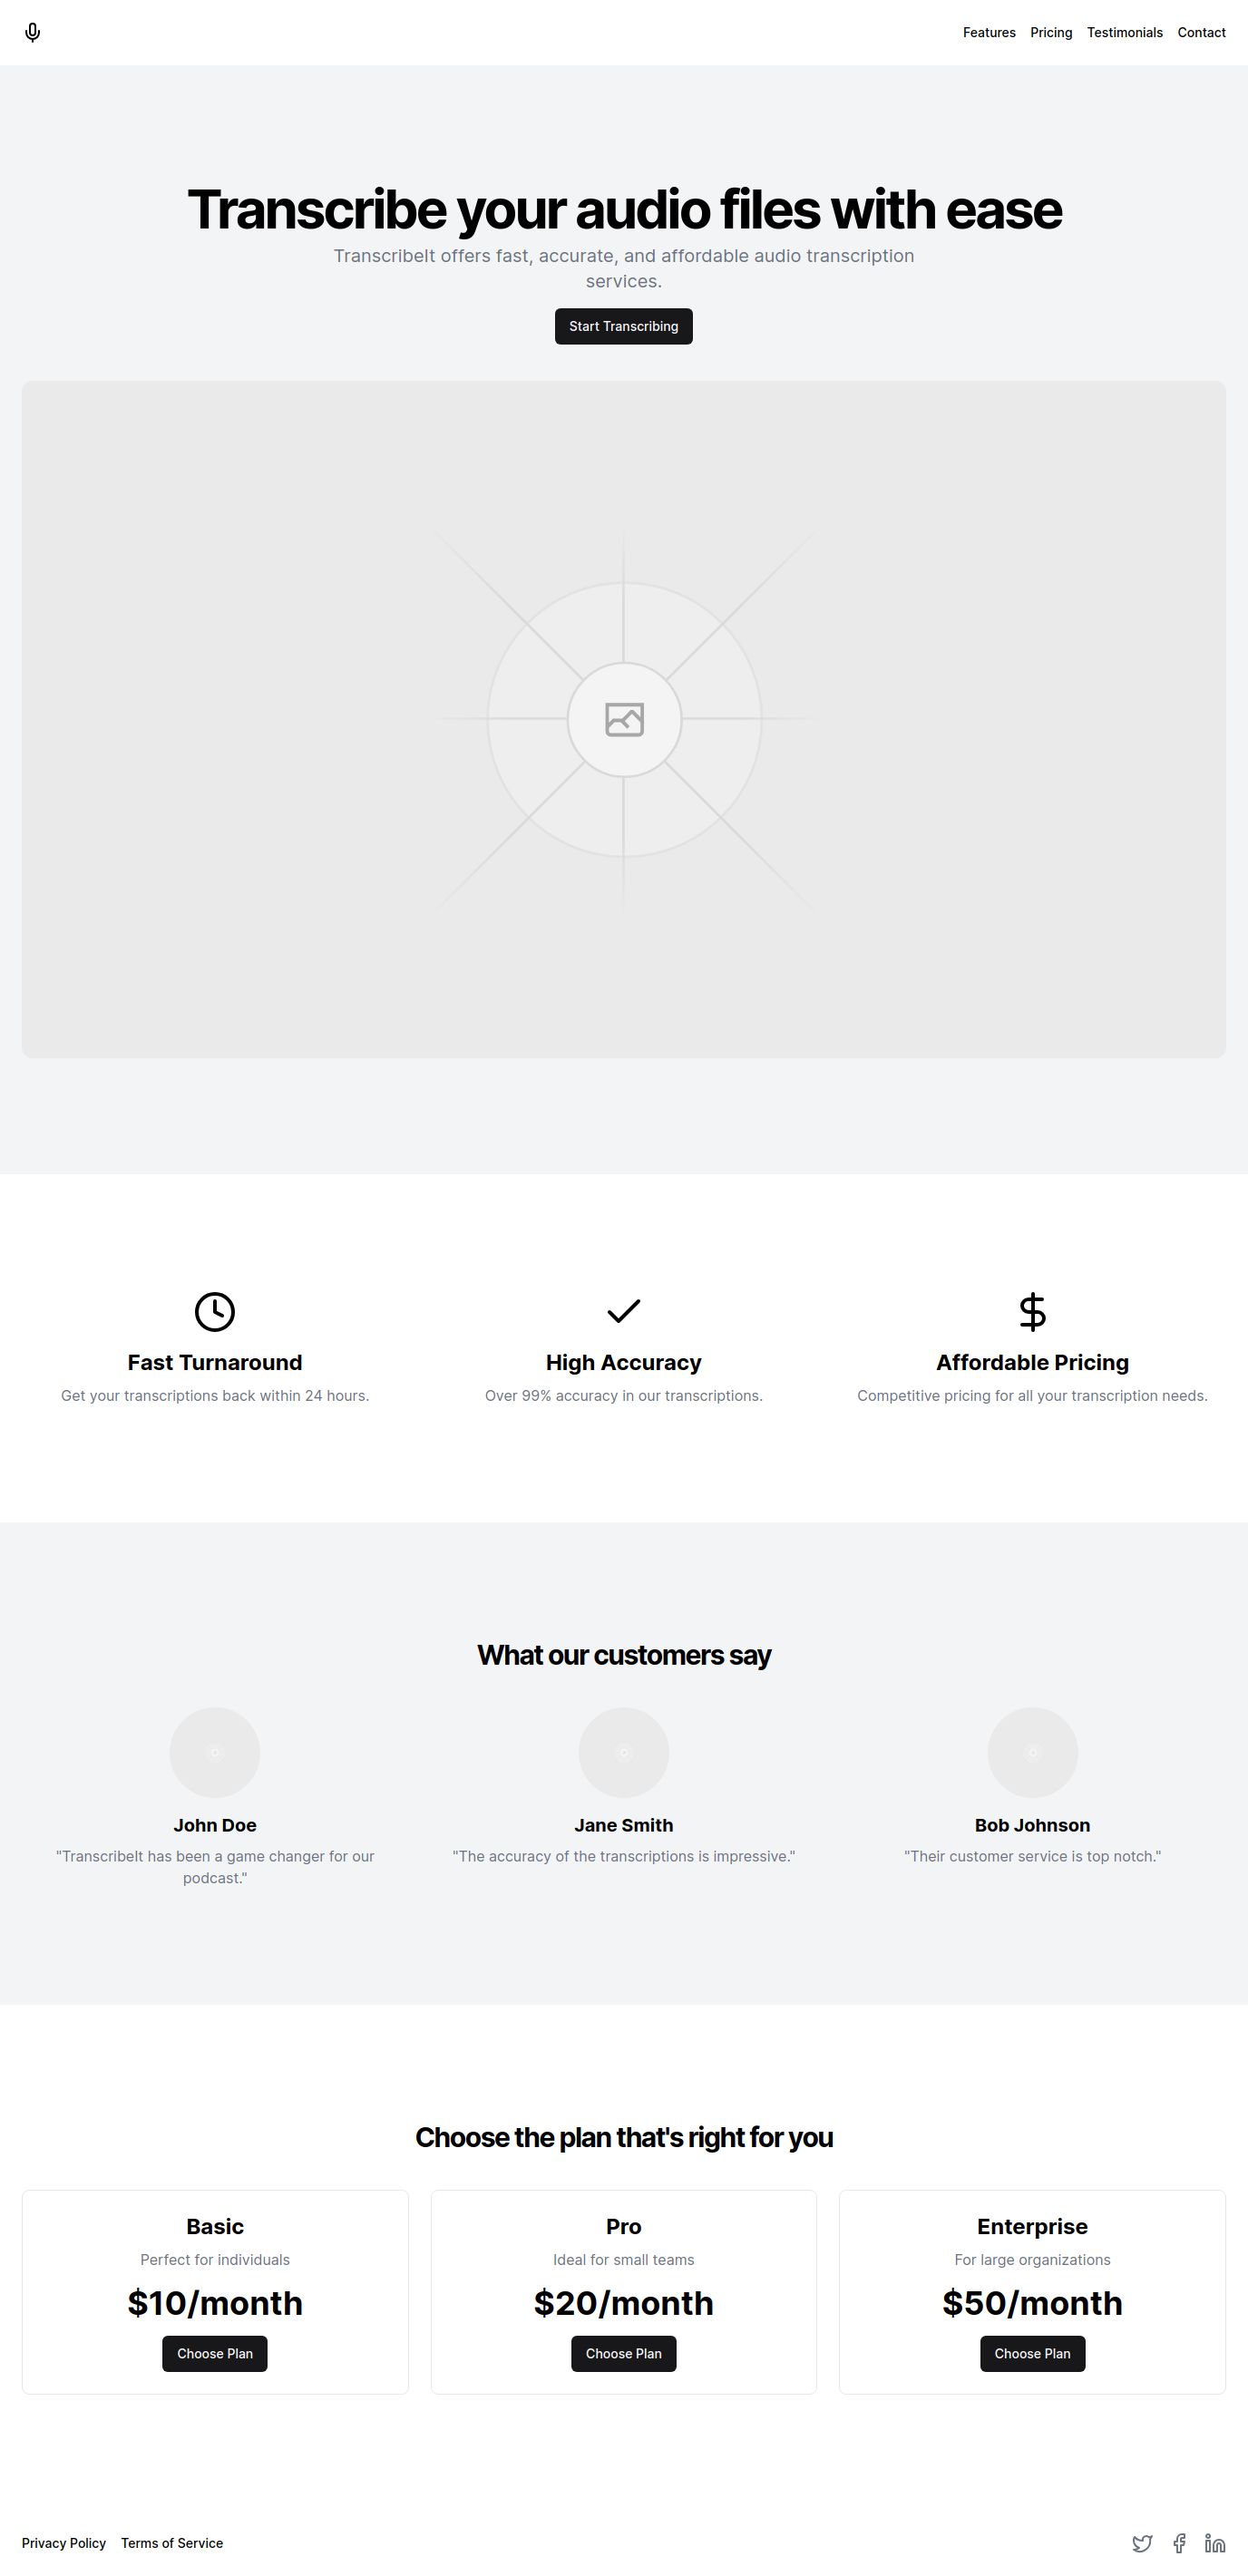 Features Pricing Testimonials Contact
Transcribe your audio files with ease
TranscribeIt offers fast, accurate, and affordable audio transcription
services.
Start Transcribing
Fast Turnaround
Get your transcriptions back within 24 hours.
High Accuracy
Over 99% accuracy in our transcriptions.
Affordable Pricing
Competitive pricing for all your transcription needs.
What our customers say
John Doe
"TranscribeIt has been a game changer for our
podcast."
Jane Smith
"The accuracy of the transcriptions is impressive."
Bob Johnson
"Their customer service is top notch."
Choose the plan that's right for you
Basic
Perfect for individuals
$10/month
Choose Plan
Pro
Ideal for small teams
$20/month
Choose Plan
Enterprise
For large organizations
$50/month
Choose Plan
Privacy Policy Terms of Service